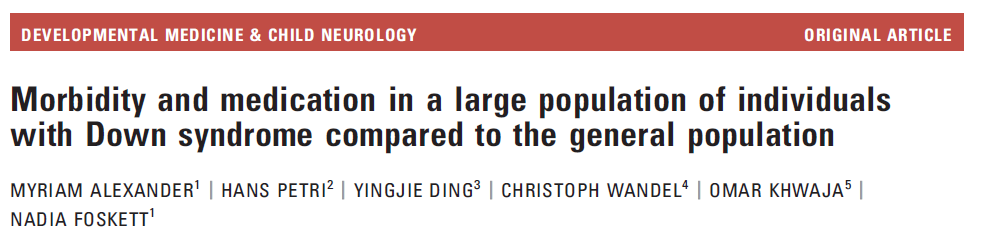 DEVELOPMENTAL MEDICINE & CHILD NEUROLOGY ORIGINAL ARTICLE
Morbidity and medication in a large population of individuals
with Down syndrome compared to the general population
MYRIAM ALEXANDER¹ | HANS PETRI² | YINGJIE DING³ | CHRISTOPH WANDEL⁴ | OMAR KHWAJA⁵ |
NADIA FOSKETT¹